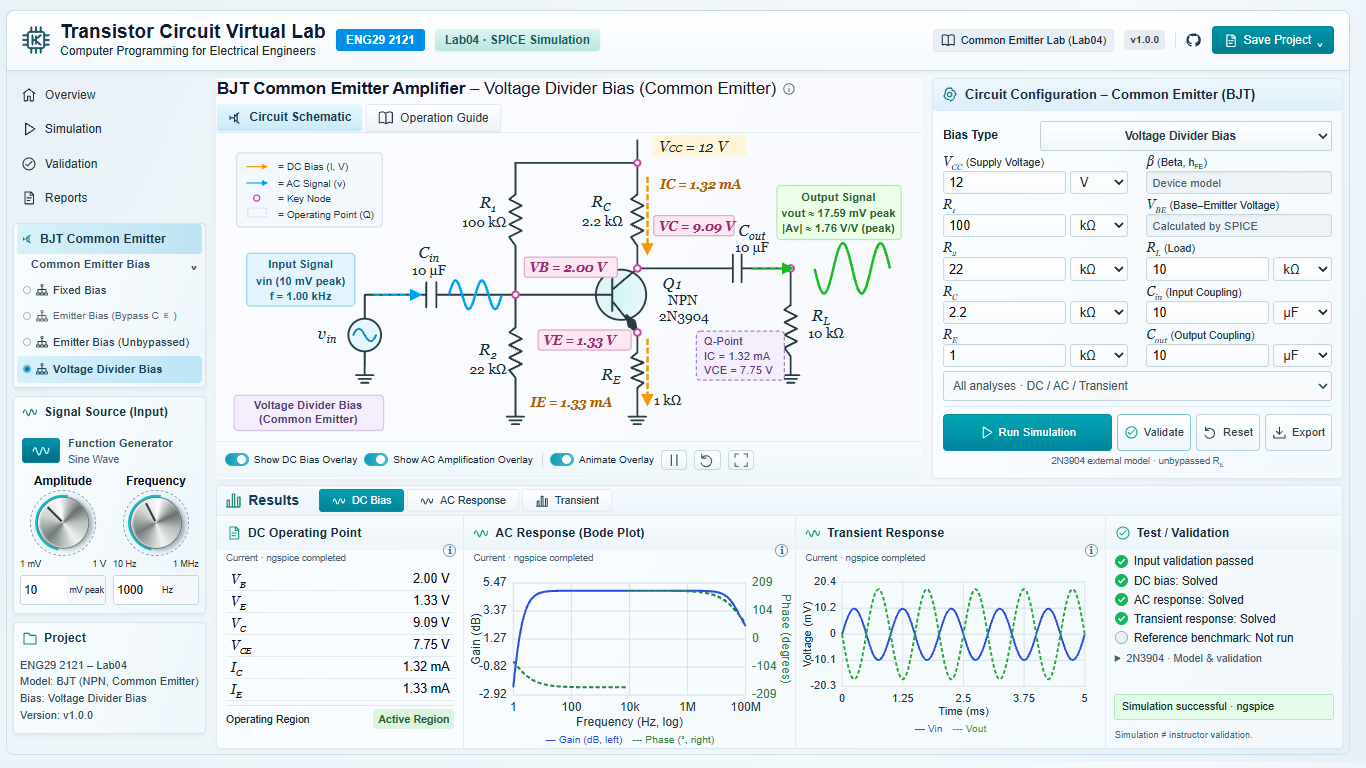 Transistor Circuit Virtual Lab
Computer Programming for Electrical Engineers
ENG29 2121
Lab04 · SPICE Simulation
Common Emitter Lab (Lab04)
v1.0.0
Save Project
Overview
Simulation
Validation
Reports
BJT Common Emitter
Common Emitter Bias
Fixed Bias
Emitter Bias (Bypass C E )
Emitter Bias (Unbypassed)
Voltage Divider Bias
Signal Source (Input)
Function Generator
Sine Wave
Amplitude
Frequency
1 mV
1 V
10 Hz
1 MHz
10
mV peak
1000
Hz
Project
ENG29 2121 – Lab04
Model: BJT (NPN, Common Emitter)
Bias: Voltage Divider Bias
Version: v1.0.0
BJT Common Emitter Amplifier – Voltage Divider Bias (Common Emitter)
Circuit Schematic
Operation Guide
= DC Bias (I, V)
= AC Signal (v)
= Key Node
= Operating Point (Q)
VCC = 12 V
IC = 1.32 mA
R1
100 kΩ
RC
2.2 kΩ
VC = 9.09 V
Cout
10 µF
Output Signal
vout ≈ 17.59 mV peak
|Av| ≈ 1.76 V/V (peak)
Input Signal
vin (10 mV peak)
f = 1.00 kHz
Cin
10 µF
VB = 2.00 V
Q1
NPN
2N3904
vin
VE = 1.33 V
Q-Point
IC = 1.32 mA
VCE = 7.75 V
RL
10 kΩ
R2
22 kΩ
RE
1 kΩ
IE = 1.33 mA
Voltage Divider Bias
(Common Emitter)
Show DC Bias Overlay
Show AC Amplification Overlay
Animate Overlay
Circuit Configuration – Common Emitter (BJT)
Bias Type
Voltage Divider Bias
VCC (Supply Voltage)
β (Beta, hFE)
12
V
Device model
R1
VBE (Base–Emitter Voltage)
100
kΩ
Calculated by SPICE
R2
RL (Load)
22
kΩ
10
kΩ
RC
Cin (Input Coupling)
2.2
kΩ
10
µF
RE
Cout (Output Coupling)
1
kΩ
10
µF
All analyses · DC / AC / Transient
Run Simulation
Validate
Reset
Export
2N3904 external model · unbypassed RE
Results
DC Bias
AC Response
Transient
DC Operating Point
Current · ngspice completed
VB 2.00 V
VE 1.33 V
VC 9.09 V
VCE 7.75 V
IC 1.32 mA
IE 1.33 mA
Operating Region
Active Region
AC Response (Bode Plot)
Current · ngspice completed
5.47
3.37
1.27
-0.82
-2.92
Gain (dB)
209
104
0
-104
-209
Phase (degrees)
1
100
10k
1M
100M
Frequency (Hz, log)
Gain (dB, left)
Phase (°, right)
Transient Response
Current · ngspice completed
20.4
10.2
0
-10.1
-20.3
Voltage (mV)
0
1.25
2.5
3.75
5
Time (ms)
Vin
Vout
Test / Validation
Input validation passed
DC bias: Solved
AC response: Solved
Transient response: Solved
Reference benchmark: Not run
2N3904 · Model & validation
Simulation successful · ngspice
Simulation ≠ instructor validation.